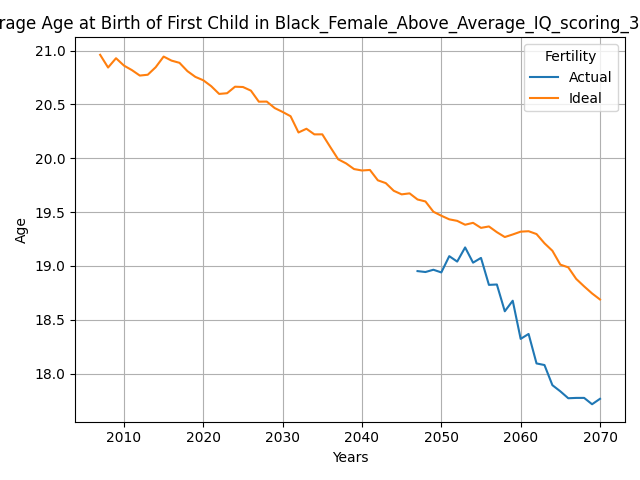 rage Age at Birth of First Child in Black_Female_Above_Average_IQ_scoring_3
Fertility
Actual
Ideal
21.0
20.5
20.0
19.5
19.0
18.5
18.0
Age
2010 2020 2030 2040 2050 2060 2070
Years